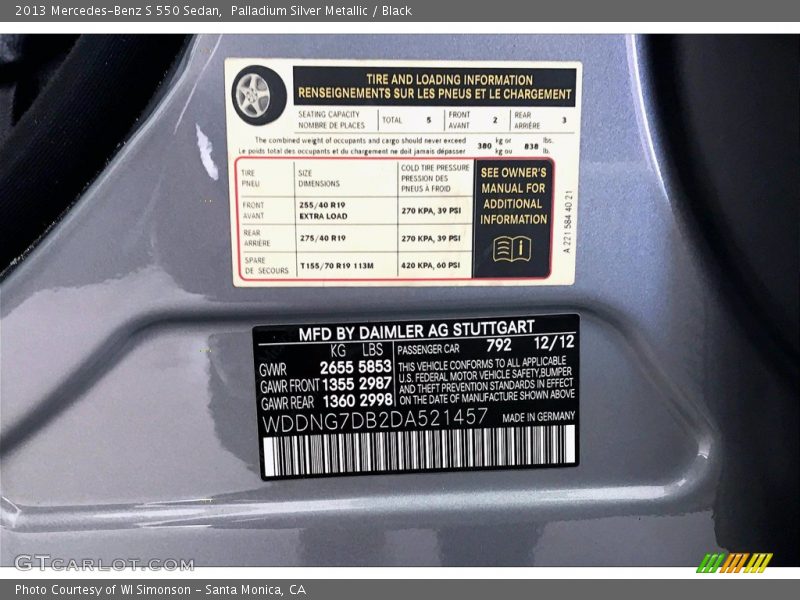 2013 Mercedes-Benz S 550 Sedan,  Palladium Silver Metallic / Black
TIRE AND LOADING INFORMATION
RENSEIGNEMENTS SUR LES PNEUS ET LE CHARGEMENT
SEATING CAPACITY
NOMBRE DE PLACES
TOTAL 5
FRONT
AVANT
2
REAR
ARRIÈRE
3
The combined weight of occupants and cargo should never exceed
Le poids total des occupants et du chargement ne doit jamais dépasser
380 kg or
kg ou
838 lbs.
lb.
TIRE
PNEU
SIZE
DIMENSIONS
COLD TIRE PRESSURE
PRESSION DES
PNEUS À FROID
FRONT
AVANT
255/40 R19
EXTRA LOAD
270 KPA, 39 PSI
REAR
ARRIÈRE
275/40 R19
270 KPA, 39 PSI
SPARE
DE SECOURS
T155/70 R19 113M
420 KPA, 60 PSI
SEE OWNER'S
MANUAL FOR
ADDITIONAL
INFORMATION
A 221 584 40 21
MFD BY DAIMLER AG STUTTGART
KG LBS
GVWR 2655 5853
GAWR FRONT 1355 2987
GAWR REAR 1360 2998
PASSENGER CAR 792 12/12
THIS VEHICLE CONFORMS TO ALL APPLICABLE
U.S. FEDERAL MOTOR VEHICLE SAFETY,BUMPER
AND THEFT PREVENTION STANDARDS IN EFFECT
ON THE DATE OF MANUFACTURE SHOWN ABOVE
WDDNG7DB2DA521457
MADE IN GERMANY
GCarLot.com
Photo Courtesy of WI Simonson - Santa Monica, CA